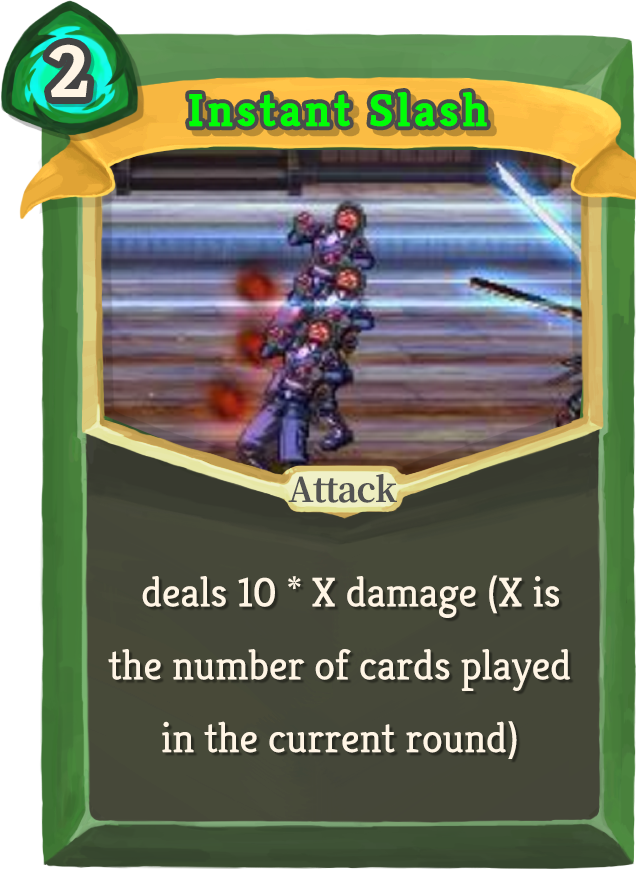 2
Instant Slash
Attack
deals 10 * X damage (X is
the number of cards played
in the current round)